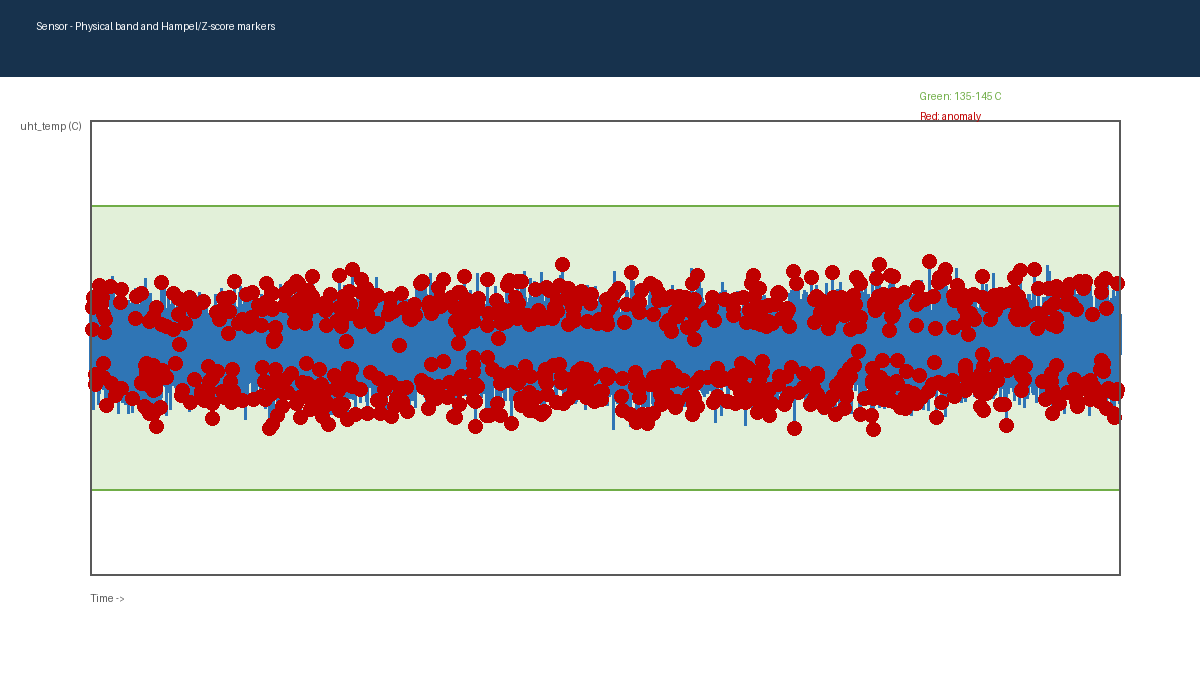 Sensor - Physical band and Hampel/Z-score markers
Green: 135-145 C
Red: anomaly
uht_temp (C)
Time ->